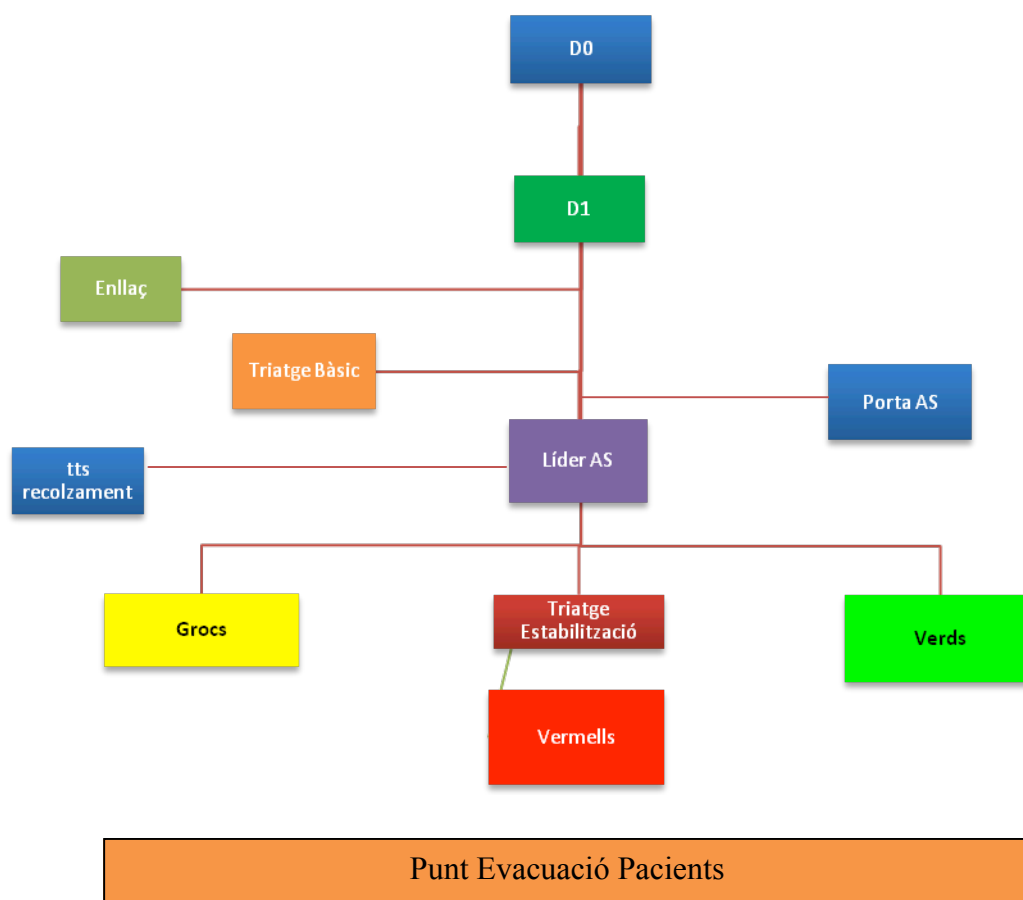 D0
D1
Enllaç
Triatge Bàsic
Porta AS
Líder AS
tts
recolzament
Grocs
Triatge
Estabilització
Verds
Vermells
Punt Evacuació Pacients